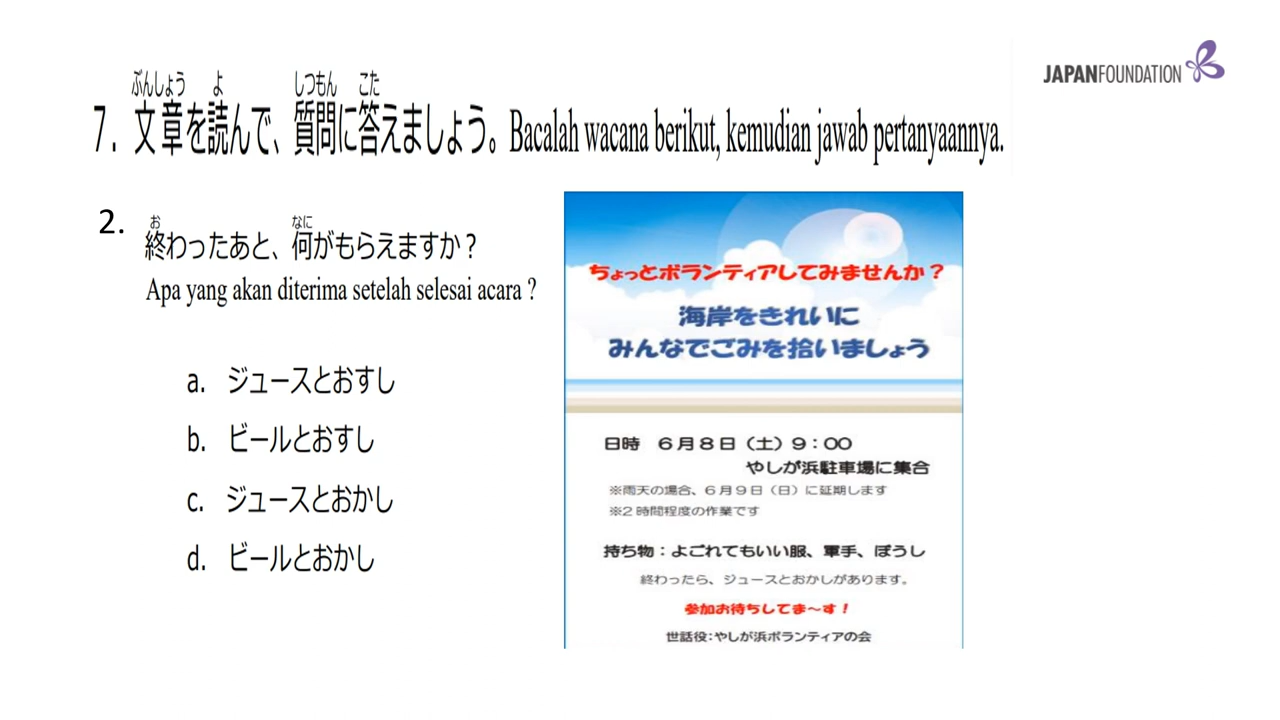 JAPANFOUNDATION
ぶんしょう よ しつもん こた
7. 文章を読んで、質問に答えましょう。Bacalah wacana berikut, kemudian jawab pertanyaannya.
お なに
2. 終わったあと、何がもらえますか？
Apa yang akan diterima setelah selesai acara ?
a. ジュースとおすし
b. ビールとおすし
c. ジュースとおかし
d. ビールとおかし
ちょっとボランティアしてみませんか？
海岸をきれいに
みんなでごみを拾いましょう
日時　６月８日（土）９：００
やしが浜駐車場に集合
※雨天の場合、６月９日（日）に延期します
※２時間程度の作業です
持ち物：よごれてもいい服、軍手、ぼうし
終わったら、ジュースとおかしがあります。
参加お待ちしてま～す！
世話役：やしが浜ボランティアの会